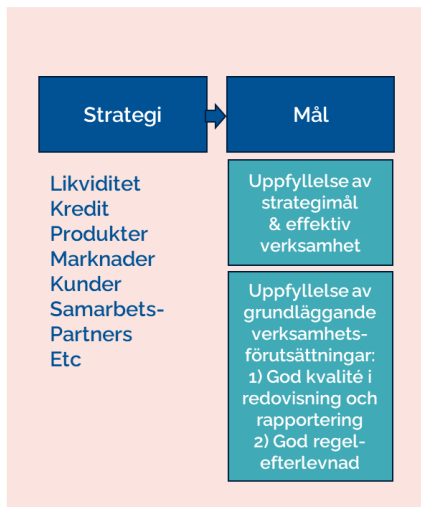 Strategi
Mål
Likviditet
Kredit
Produkter
Marknader
Kunder
Samarbets-
Partners
Etc
Uppfyllelse av
strategimål
& effektiv
verksamhet
Uppfyllelse av
grundläggande
verksamhets-
förutsättningar:
1) God kvalité i
redovisning och
rapportering
2) God regel-
efterlevnad